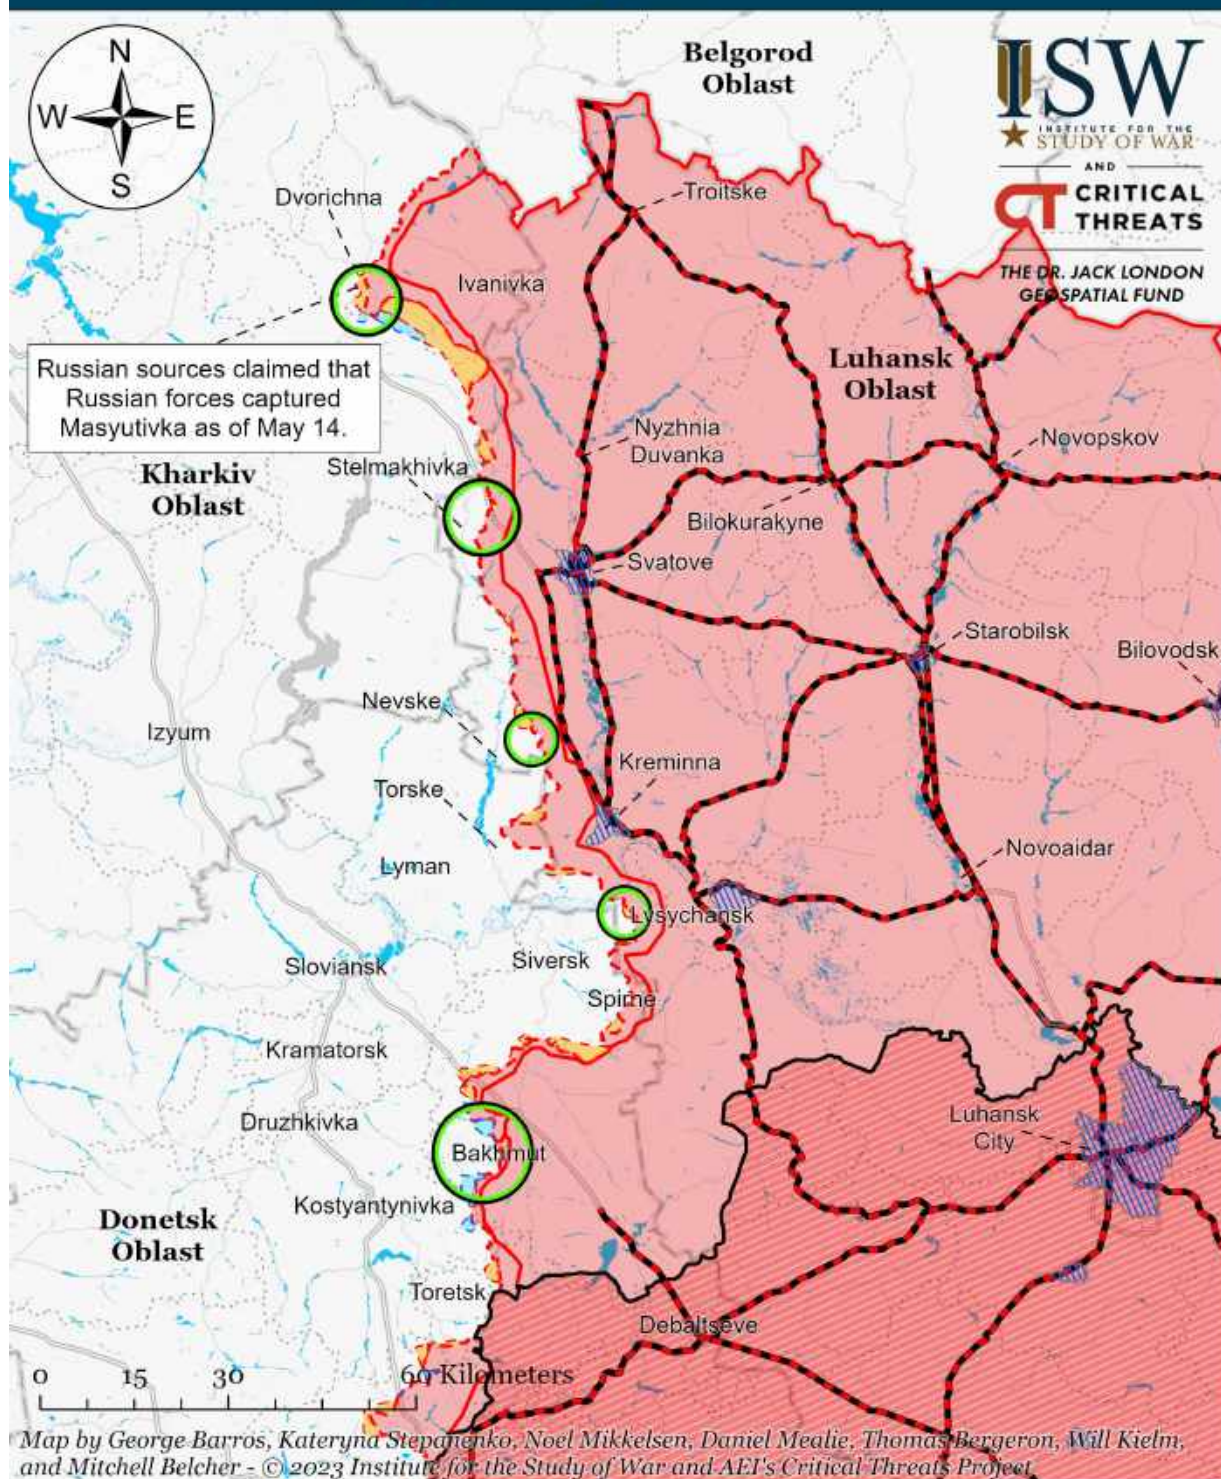 N
W E
S
Belgorod
Oblast
ISW
INSTITUTE FOR THE
STUDY OF WAR
AND
CT CRITICAL
THREATS
THE DR. JACK LONDON
GEOSPATIAL FUND
Dvorichna
Troitske
Ivanivka
Russian sources claimed that
Russian forces captured
Masyutivka as of May 14.
Luhansk
Oblast
Nyzhnia
Duvanka
Novopskov
Stelmakhivka
Kharkiv
Oblast
Bilokurakyne
Svatove
Starobilsk
Bilovodsk
Nevske
Izyum
Kreminna
Torske
Novoaidar
Lyman
Lysychansk
Siversk
Sloviansk
Spirne
Kramatorsk
Druzhkivka
Luhansk
City
Bakhmut
Kostyantynivka
Donetsk
Oblast
Toretsk
Debaltseve
0 15 30 60 Kilometers
Map by George Barros, Kateryna Stepanenko, Noel Mikkelsen, Daniel Mealie, Thomas Bergeron, Will Kielm,
and Mitchell Belcher - © 2023 Institute for the Study of War and AEI's Critical Threats Project